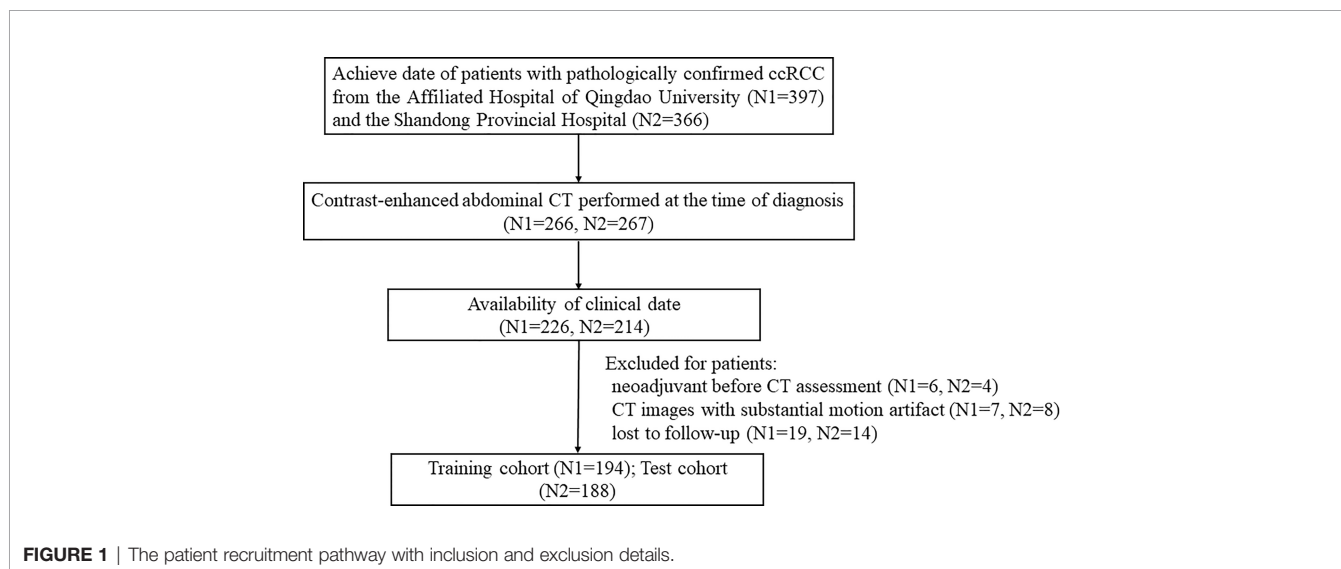 Achieve date of patients with pathologically confirmed ccRCC
from the Affiliated Hospital of Qingdao University (N1=397)
and the Shandong Provincial Hospital (N2=366)
Contrast-enhanced abdominal CT performed at the time of diagnosis
(N1=266, N2=267)
Availability of clinical date
(N1=226, N2=214)
Excluded for patients:
neoadjuvant before CT assessment (N1=6, N2=4)
CT images with substantial motion artifact (N1=7, N2=8)
lost to follow-up (N1=19, N2=14)
Training cohort (N1=194); Test cohort
(N2=188)
FIGURE 1 | The patient recruitment pathway with inclusion and exclusion details.